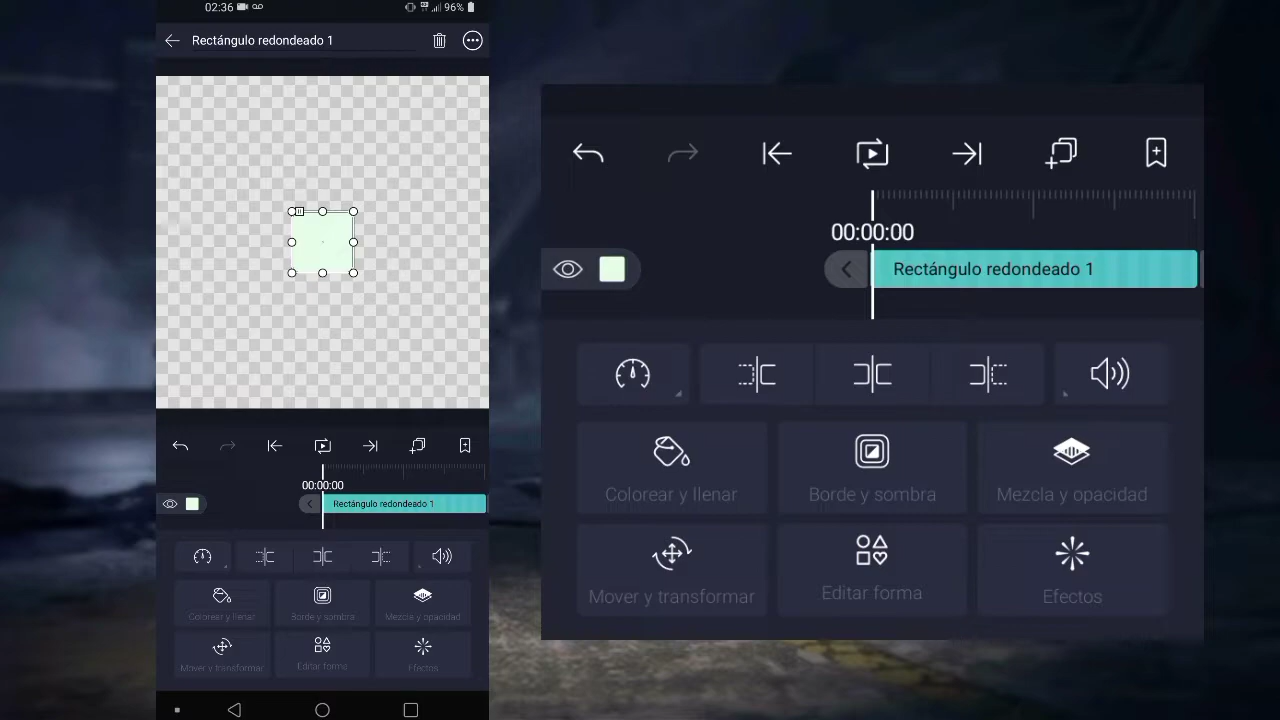 02:36
96%
Rectángulo redondeado 1
00:00:00
Rectángulo redondeado 1
Colorear y llenar
Borde y sombra
Mezcla y opacidad
Mover y transformar
Editar forma
Efectos
00:00:00
Rectángulo redondeado 1
Colorear y llenar
Borde y sombra
Mezcla y opacidad
Mover y transformar
Editar forma
Efectos